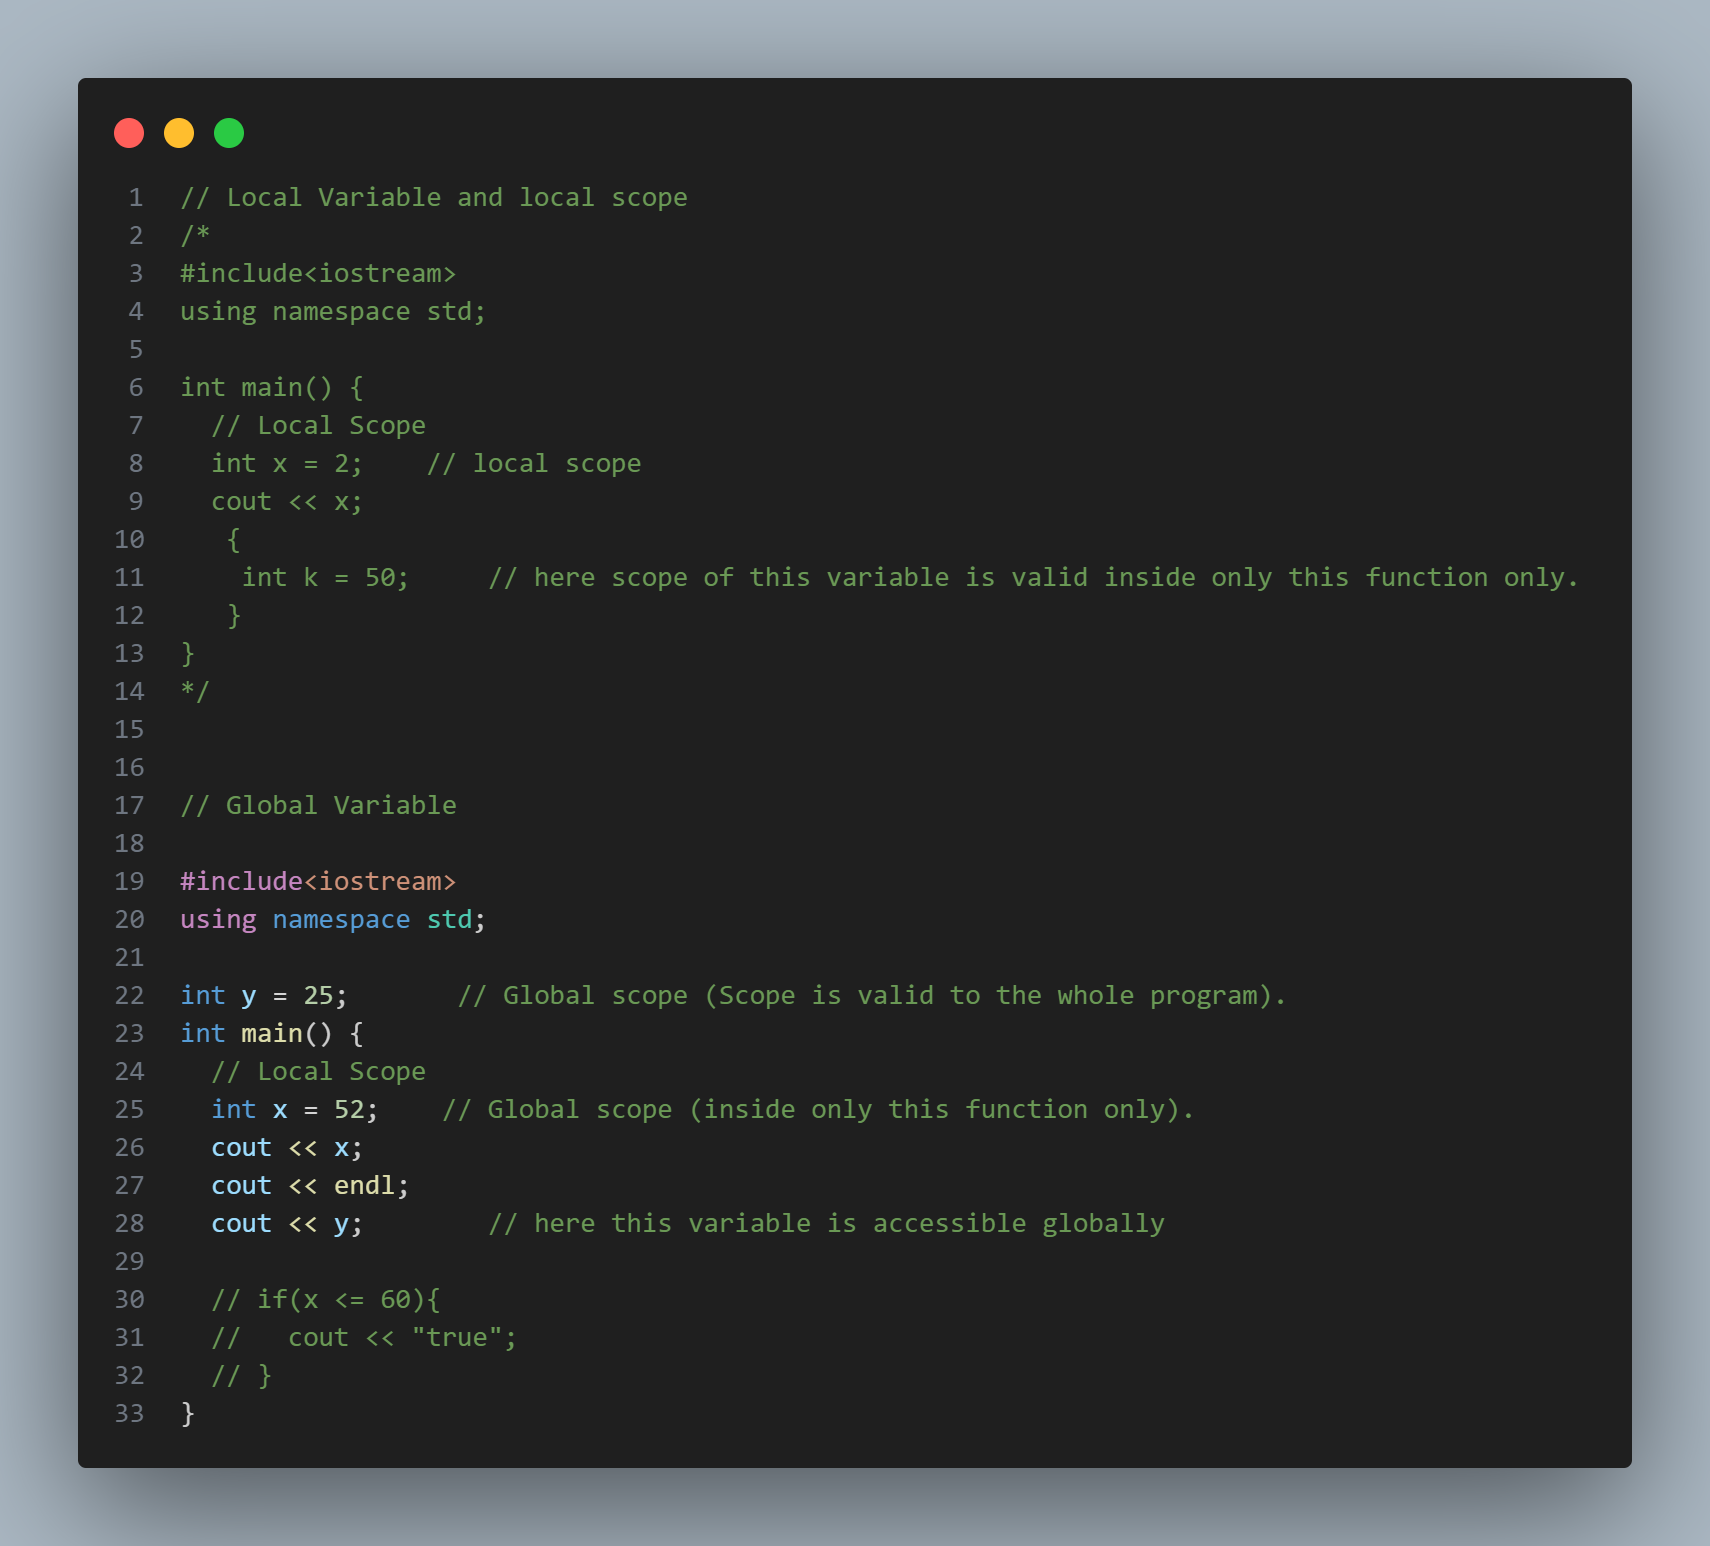 1 // Local Variable and local scope
2 /*
3 #include<iostream>
4 using namespace std;
5
6 int main() {
7   // Local Scope
8   int x = 2;    // local scope
9   cout << x;
10    {
11     int k = 50;     // here scope of this variable is valid inside only this function only.
12    }
13 }
14 */
15
16
17 // Global Variable
18
19 #include<iostream>
20 using namespace std;
21
22 int y = 25;       // Global scope (Scope is valid to the whole program).
23 int main() {
24   // Local Scope
25   int x = 52;    // Global scope (inside only this function only).
26   cout << x;
27   cout << endl;
28   cout << y;        // here this variable is accessible globally
29
30   // if(x <= 60){
31   //   cout << "true";
32   // }
33 }